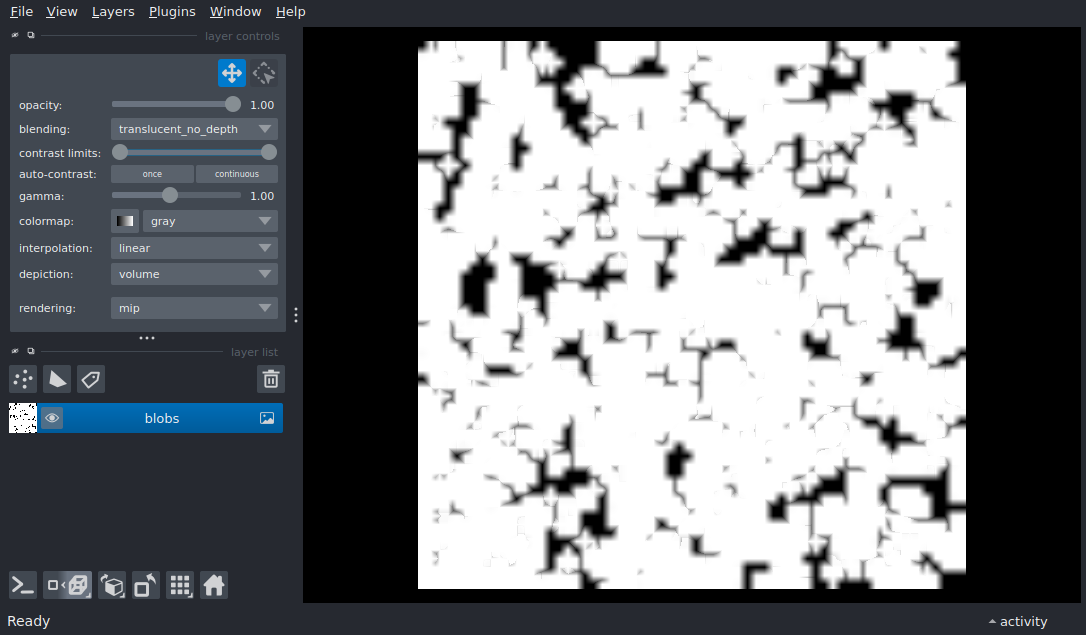 File View Layers Plugins Window Help
layer controls
opacity: 1.00
blending: translucent_no_depth
contrast limits:
auto-contrast: once continuous
gamma: 1.00
colormap: gray
interpolation: linear
depiction: volume
rendering: mip
layer list
blobs
Ready
activity